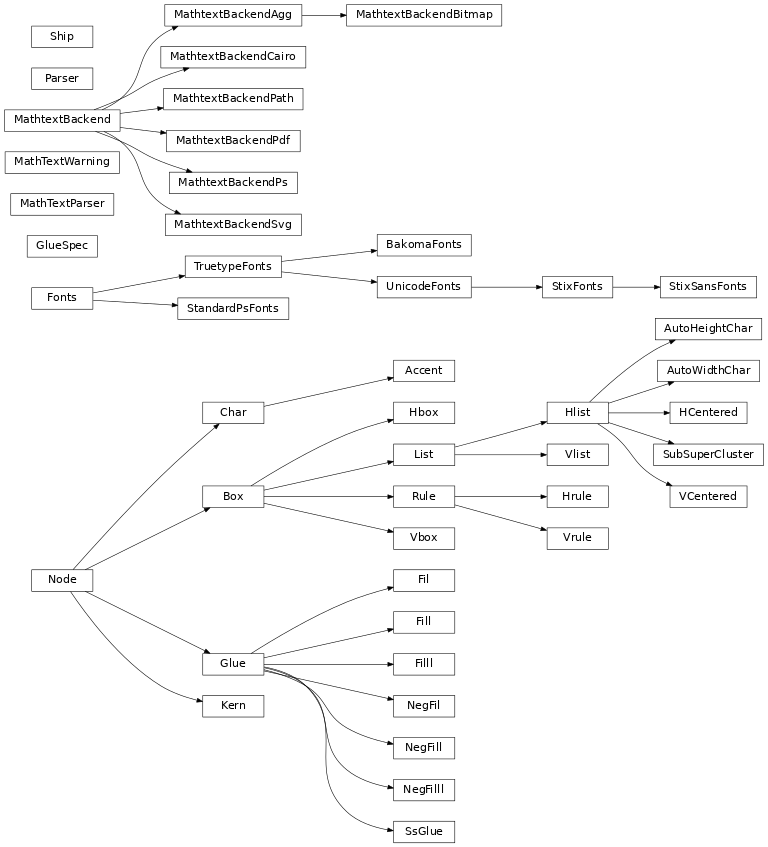 MathtextBackendAgg
MathtextBackendBitmap
Ship
MathtextBackendCairo
Parser
MathtextBackendPath
MathtextBackend
MathtextBackendPdf
MathTextWarning
MathtextBackendPs
MathTextParser
MathtextBackendSvg
GlueSpec
BakomaFonts
TruetypeFonts
UnicodeFonts
StixFonts
StixSansFonts
Fonts
StandardPsFonts
AutoHeightChar
Accent
AutoWidthChar
Char
Hbox
Hlist
HCentered
List
Vlist
SubSuperCluster
Box
Rule
Hrule
VCentered
Vbox
Vrule
Node
Fil
Fill
Glue
Filll
Kern
NegFil
NegFill
NegFilll
SsGlue